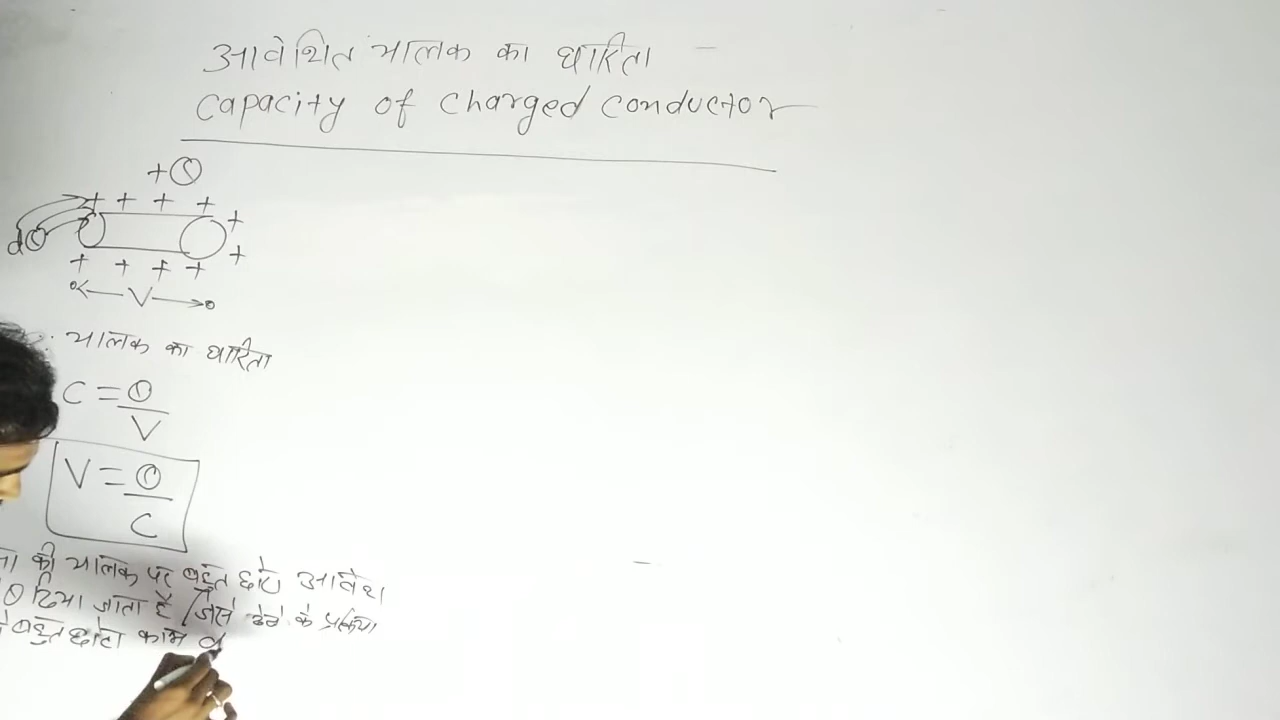 आवेशित चालक का धारिता
Capacity of Charged Conductor
+Q
+ + + +
+
dQ
+
+ + + +
V
चालक का धारिता
C = Q/V
V = Q/C
की चालक पर बहुत छोटा आवेश
दिया जाता है जिसे देने के प्रक्रिया
बहुत छोटा काम